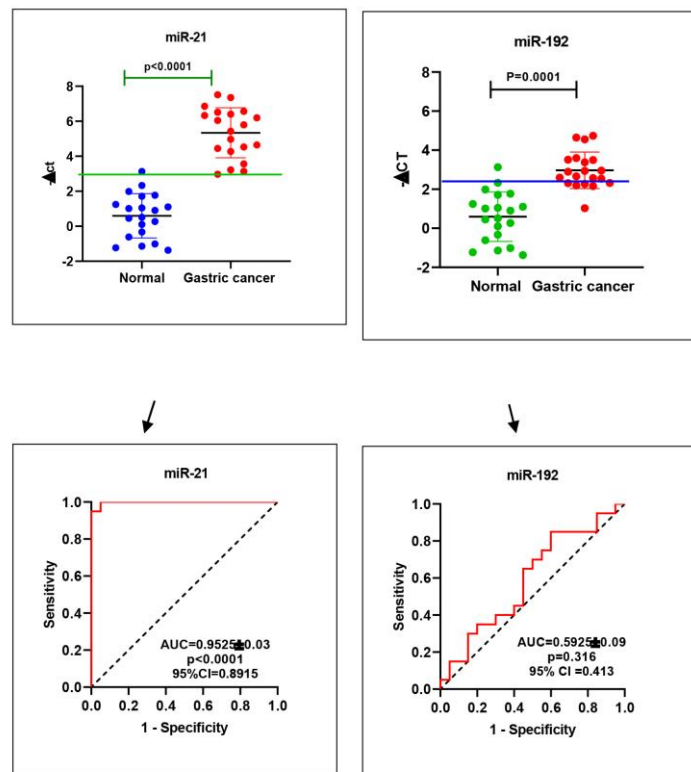 miR-21
p<0.0001
-▲ct
8
6
4
2
0
-2
Normal Gastric cancer
miR-192
P=0.0001
-▲CT
8
6
4
2
0
-2
Normal Gastric cancer
miR-21
Sensitivity
1.0
0.8
0.6
0.4
0.2
0.0
AUC=0.9525±0.03
p<0.0001
95%CI=0.8915
0.0 0.2 0.4 0.6 0.8 1.0
1 - Specificity
miR-192
Sensitivity
1.0
0.8
0.6
0.4
0.2
0.0
AUC=0.5925±0.09
p=0.316
95% CI =0.413
0.0 0.2 0.4 0.6 0.8 1.0
1 - Specificity